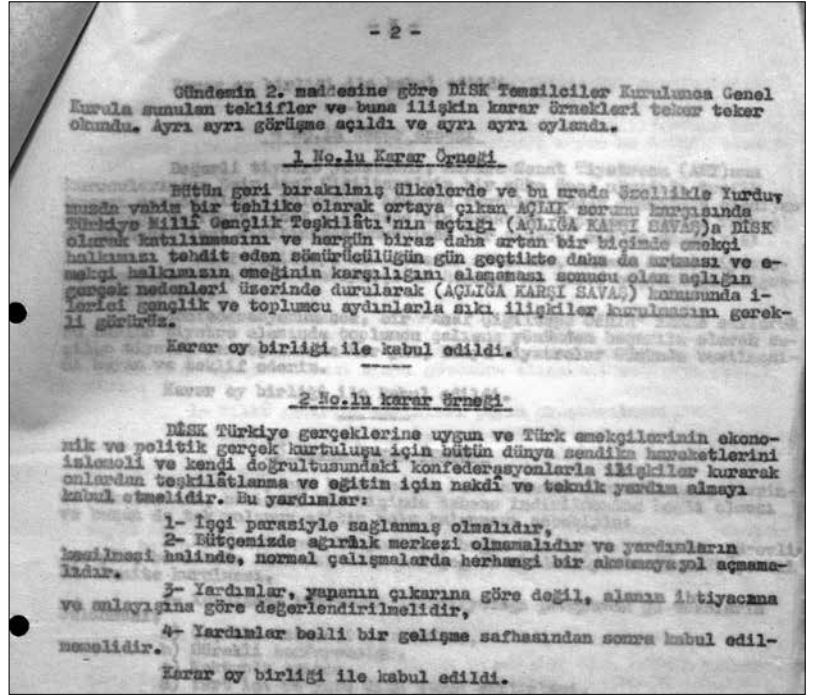 - 2 -
Gündemin 2. maddesine göre DİSK Temsilciler Kurulunca Genel
Kurula sunulan teklifler ve buna ilişkin karar örnekleri teker teker
okundu. Ayrı ayrı görüşme açıldı ve ayrı ayrı oylandı.
1 No.lu Karar Örneği
Bütün geri bırakılmış ülkelerde ve bu arada özellikle Yurdu-
muzda vahim bir tehlike olarak ortaya çıkan AÇLIK sorunu karşısında
Türkiye Millî Gençlik Teşkilâtı'nın açtığı (AÇLIĞA KARŞI SAVAŞ)a DİSK
olarak katılınmasını ve hergün biraz daha artan bir biçimde emekçi
halkımızı tehdit eden sömürücülüğün gün geçtikte daha da artması ve e-
mekçi halkımızın emeğinin karşılığını alamaması sonucu olan açlığın
gerçek nedenleri üzerinde durularak (AÇLIĞA KARŞI SAVAŞ) konusunda i-
lerici gençlik ve toplumcu aydınlarla sıkı ilişkiler kurulmasını gerek-
li görürüz.
Karar oy birliği ile kabul edildi.
2 No.lu karar örneği
DİSK Türkiye gerçeklerine uygun ve Türk emekçilerinin ekono-
mik ve politik gerçek kurtuluşu için bütün dünya sendika hareketlerini
izlemeli ve kendi doğrultusundaki konfederasyonlarla ilişkiler kurarak
onlardan teşkilâtlanma ve eğitim için nakdî ve teknik yardım almayı
kabul etmelidir. Bu yardımlar:
1- İşçi parasiyle sağlanmış olmalıdır,
2- Bütçemizde ağırlık merkezi olmamalıdır ve yardımların
kesilmesi halinde, normal çalışmalarda herhangi bir aksamaya yol açmama-
lıdır.
3- Yardımlar, yapanın çıkarına göre değil, alanın ihtiyacına
ve anlayışına göre değerlendirilmelidir,
4- Yardımlar belli bir gelişme safhasından sonra kabul edil-
memelidir.
Karar oy birliği ile kabul edildi.